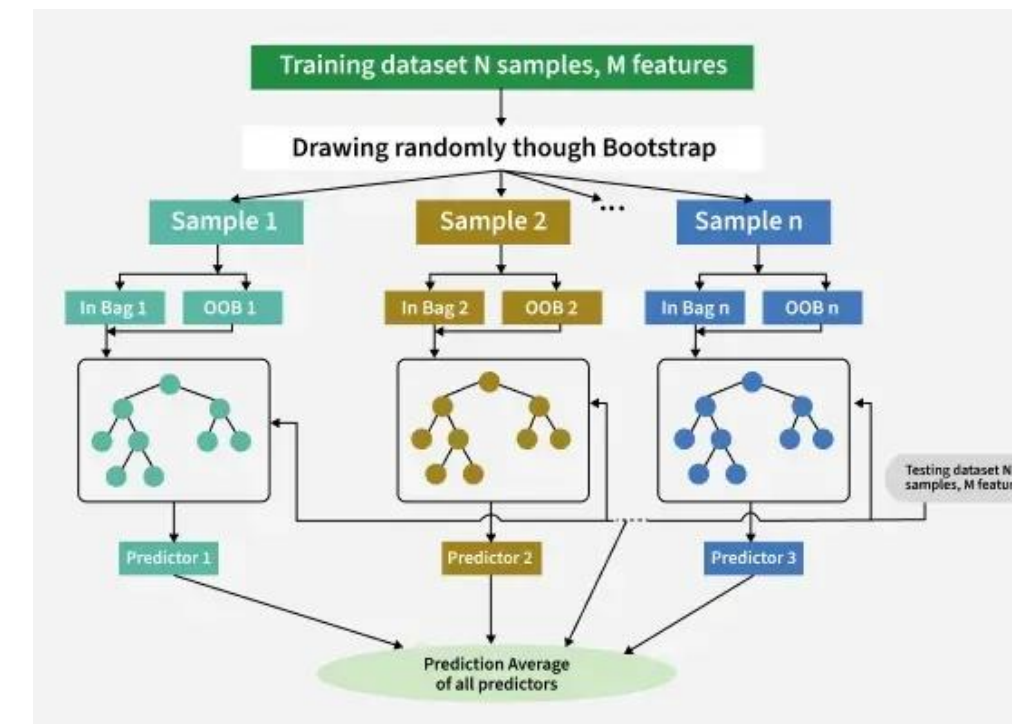 Training dataset N samples, M features
Drawing randomly though Bootstrap
...
Sample 1
Sample 2
Sample n
In Bag 1
OOB 1
In Bag 2
OOB 2
In Bag n
OOB n
Testing dataset N
samples, M
Predictor 1
Predictor 2
Predictor 3
Prediction Average
of all predictors